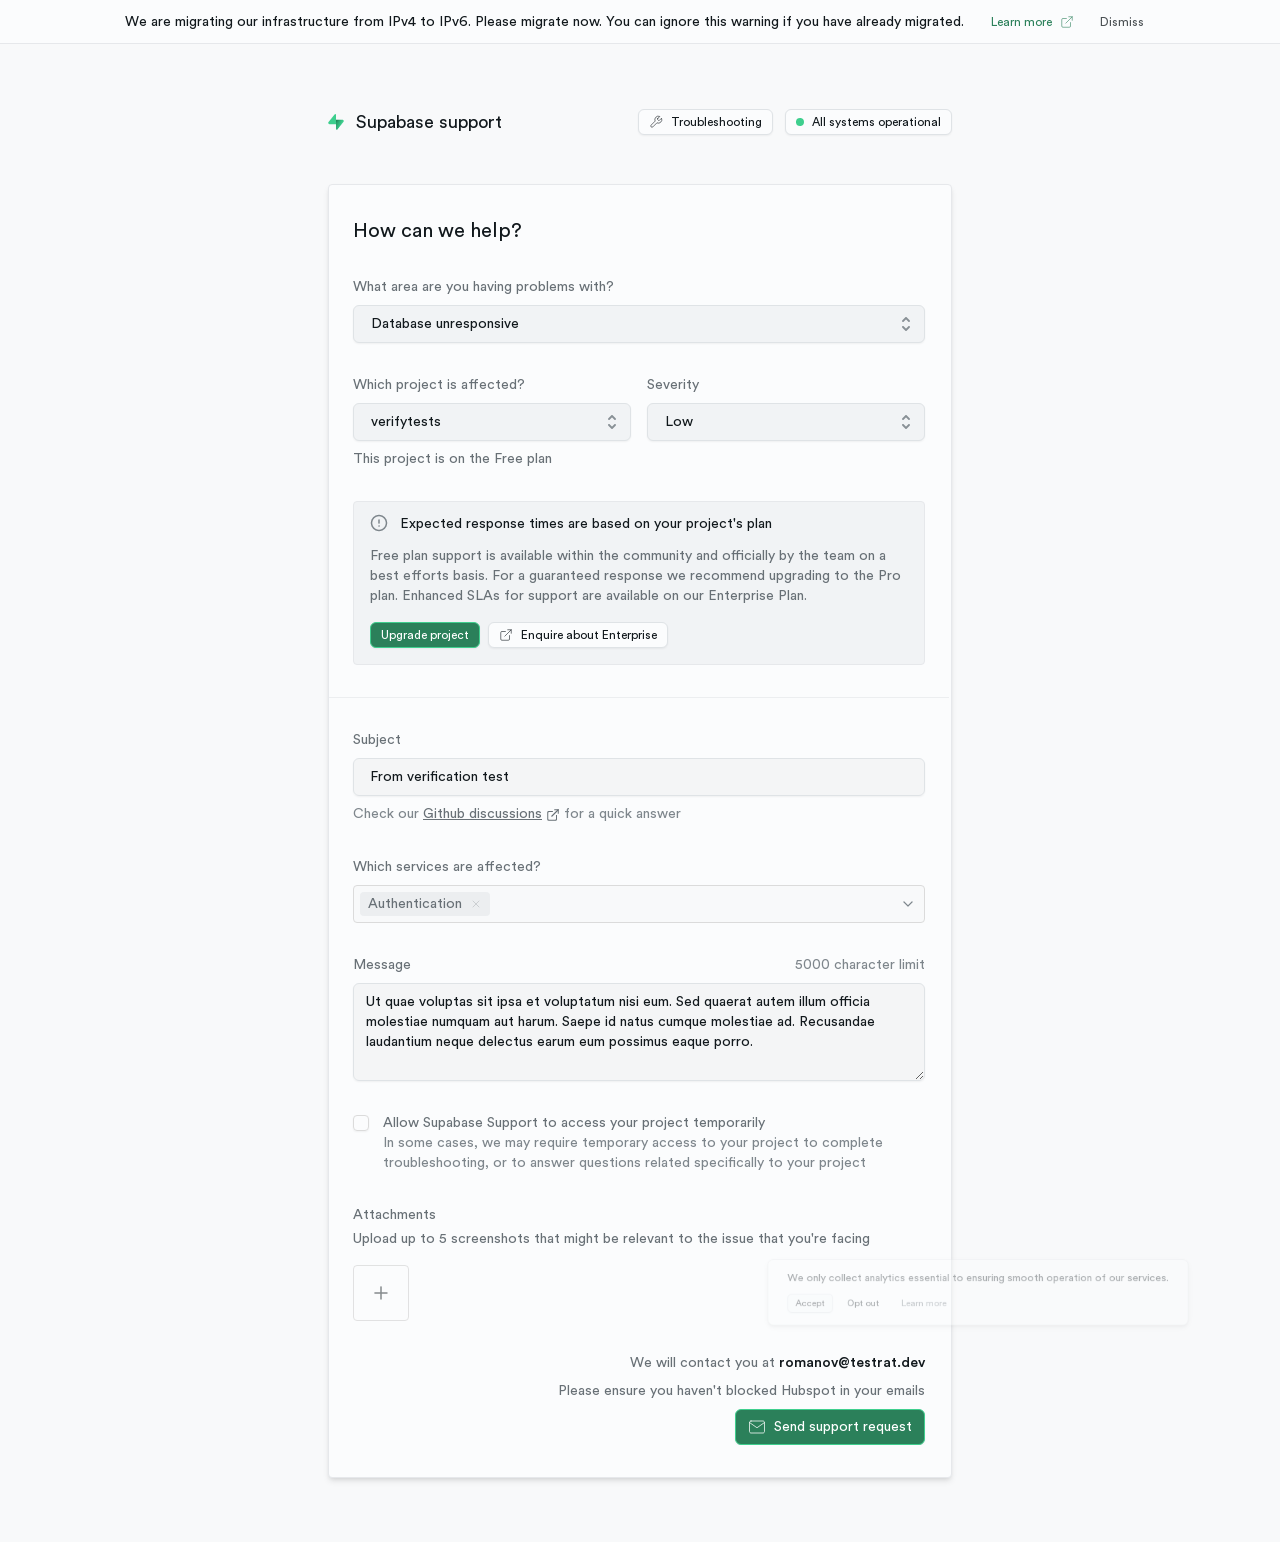 We are migrating our infrastructure from IPv4 to IPv6. Please migrate now. You can ignore this warning if you have already migrated.
Learn more
Dismiss
Supabase support
Troubleshooting
All systems operational
How can we help?
What area are you having problems with?
Database unresponsive
Which project is affected?
Severity
verifytests
Low
This project is on the Free plan
Expected response times are based on your project's plan
Free plan support is available within the community and officially by the team on a
best efforts basis. For a guaranteed response we recommend upgrading to the Pro
plan. Enhanced SLAs for support are available on our Enterprise Plan.
Upgrade project
Enquire about Enterprise
Subject
From verification test
Check our Github discussions for a quick answer
Which services are affected?
Authentication
Message
5000 character limit
Ut quae voluptas sit ipsa et voluptatum nisi eum. Sed quaerat autem illum officia
molestiae numquam aut harum. Saepe id natus cumque molestiae ad. Recusandae
laudantium neque delectus earum eum possimus eaque porro.
Allow Supabase Support to access your project temporarily
In some cases, we may require temporary access to your project to complete
troubleshooting, or to answer questions related specifically to your project
Attachments
Upload up to 5 screenshots that might be relevant to the issue that you're facing
We only collect analytics essential to ensuring smooth operation of our services.
Accept
Opt out
Learn more
We will contact you at romanov@testrat.dev
Please ensure you haven't blocked Hubspot in your emails
Send support request